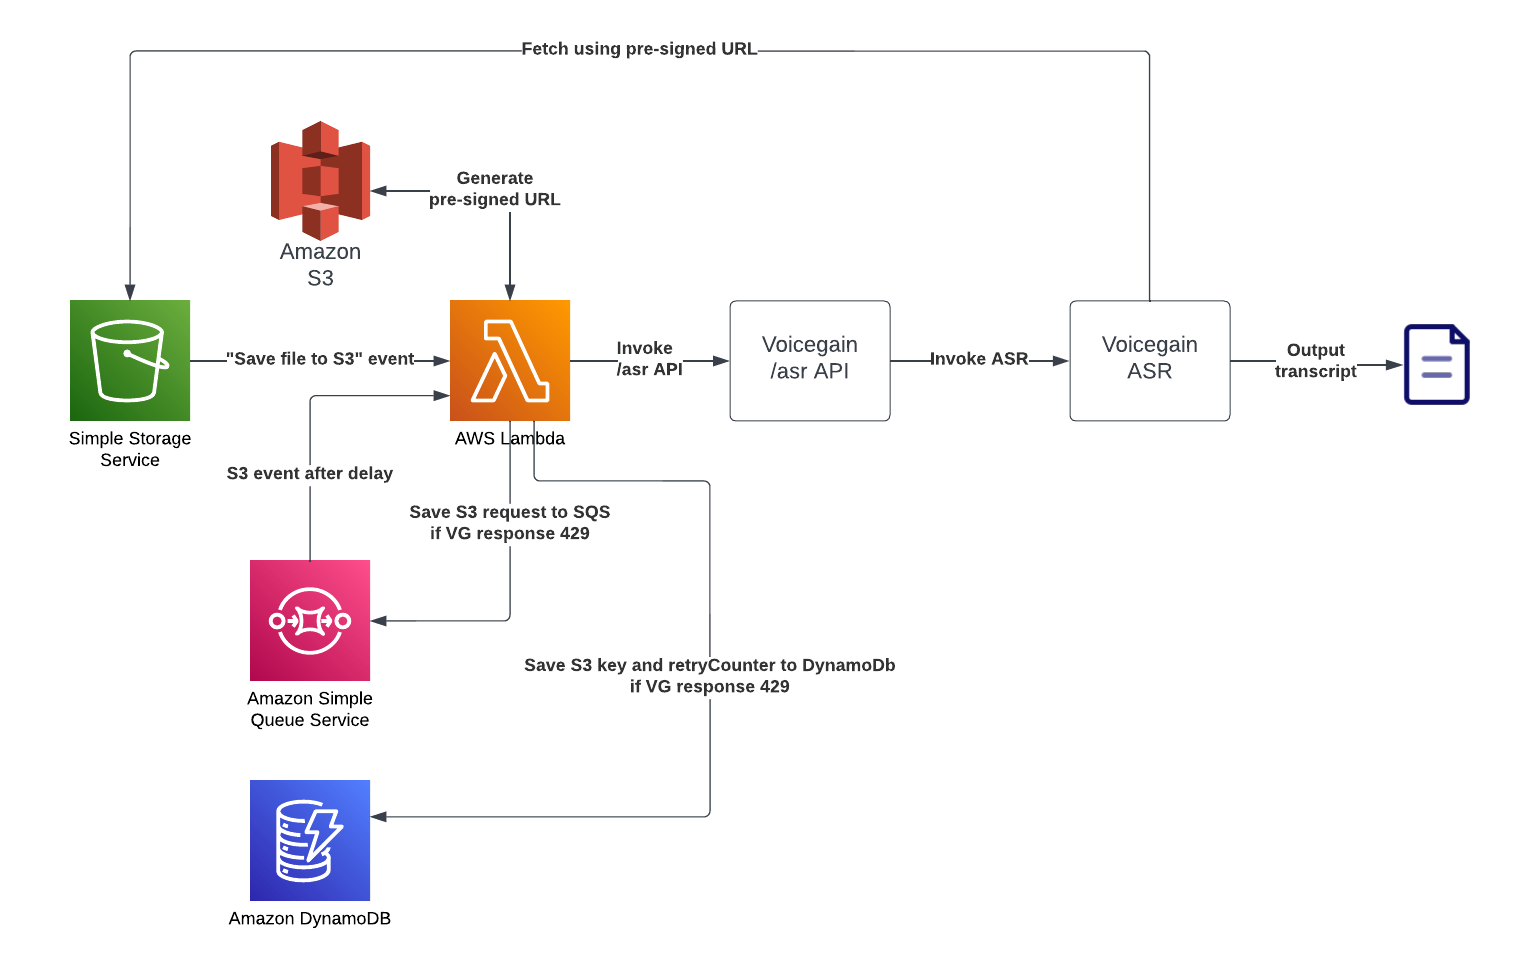 Fetch using pre-signed URL
Generate
pre-signed URL
Amazon
S3
"Save file to S3" event
Invoke
/asr API
Voicegain
/asr API
Invoke ASR
Voicegain
ASR
Output
transcript
Simple Storage
Service
AWS Lambda
S3 event after delay
Save S3 request to SQS
if VG response 429
Save S3 key and retryCounter to DynamoDb
if VG response 429
Amazon Simple
Queue Service
Amazon DynamoDB